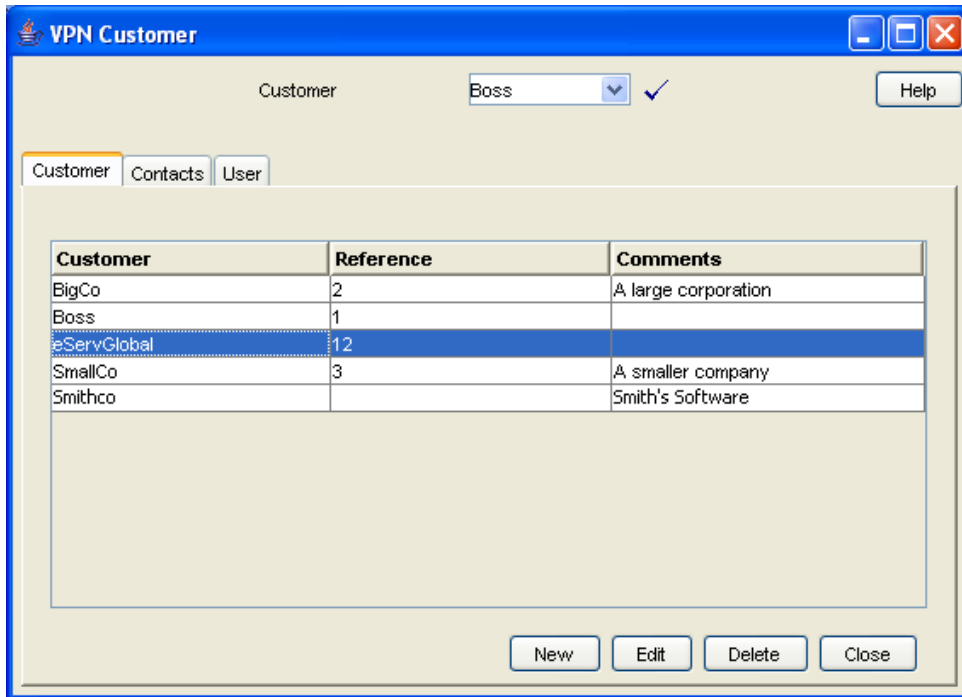 VPN Customer
Customer Boss Help
Customer Contacts User
Customer Reference Comments
BigCo 2 A large corporation
Boss 1
eServGlobal 12
SmallCo 3 A smaller company
Smithco Smith's Software
New Edit Delete Close